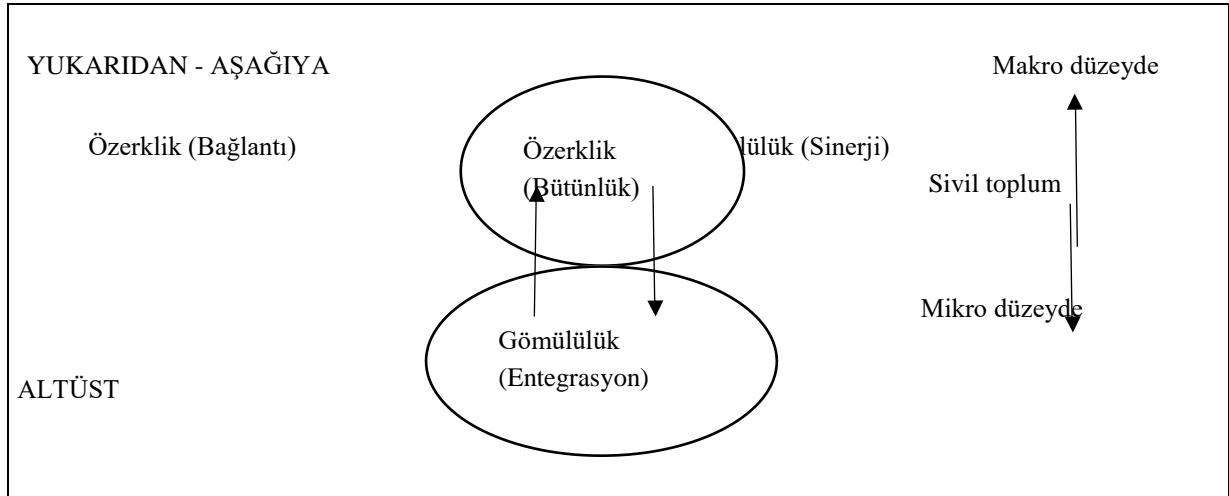 YUKARIDAN - AŞAĞIYA
Makro düzeyde
Özerklik (Bağlantı)
Özerklik
(Bütünlük)
lülük (Sinerji)
Sivil toplum
Mikro düzeyde
Gömülülük
(Entegrasyon)
ALTÜST